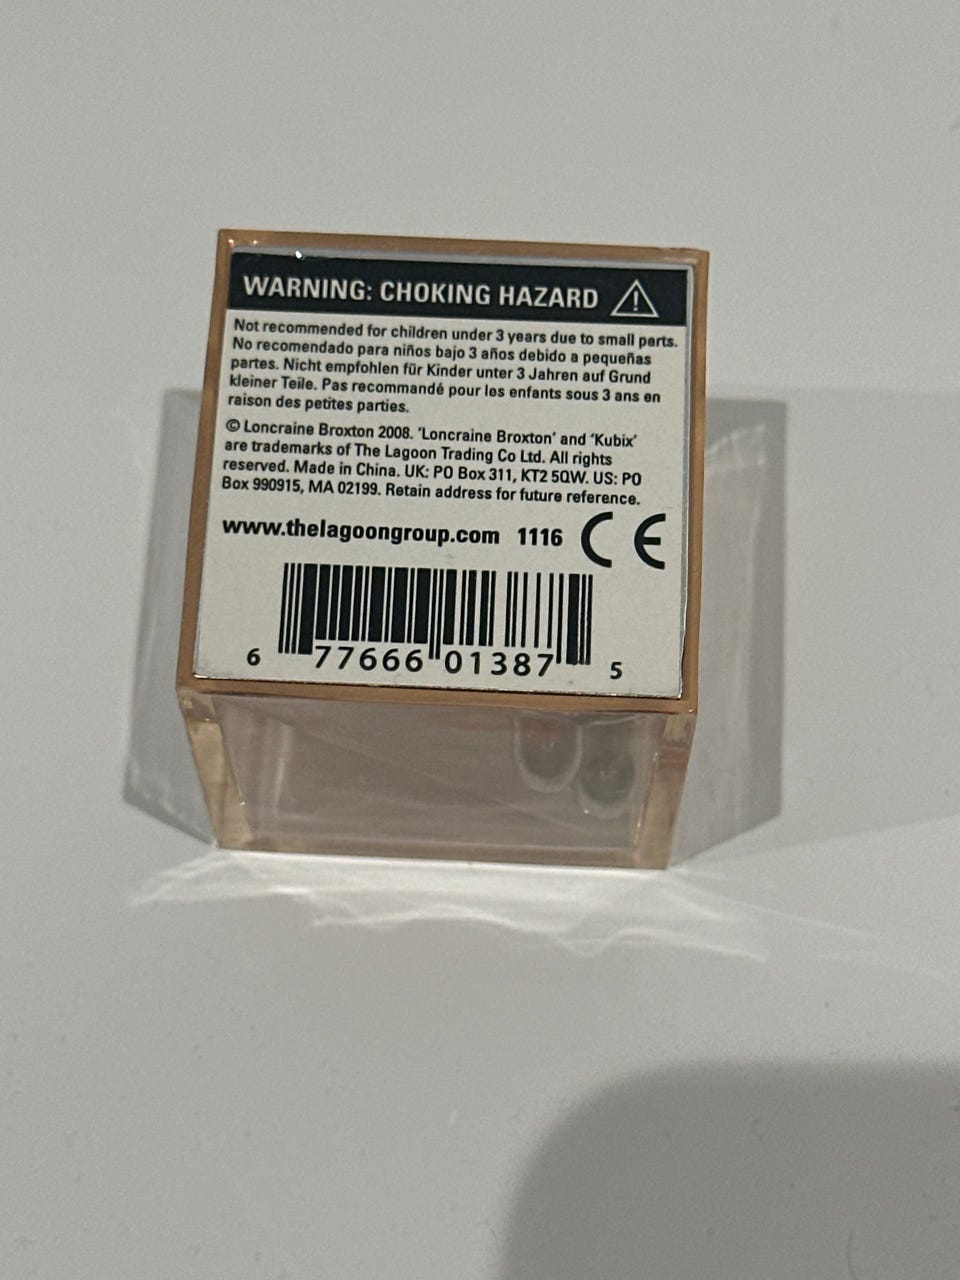 WARNING: CHOKING HAZARD
Not recommended for children under 3 years due to small parts.
No recomendado para niños bajo 3 años debido a pequeñas
partes. Nicht empfohlen für Kinder unter 3 Jahren auf Grund
kleiner Teile. Pas recommandé pour les enfants sous 3 ans en
raison des petites parties.
© Loncraine Broxton 2008. 'Loncraine Broxton' and 'Kubix'
are trademarks of The Lagoon Trading Co Ltd. All rights
reserved. Made in China. UK: PO Box 311, KT2 5QW. US: PO
Box 990915, MA 02199. Retain address for future reference.
www.thelagoongroup.com 1116 CE
6 77666 01387 5